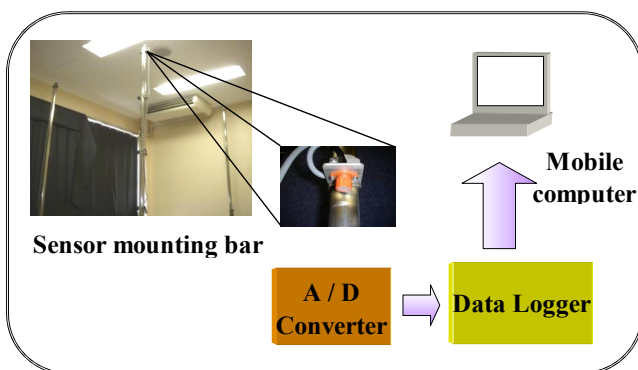 Mobile
computer
Sensor mounting bar
A / D
Converter
Data Logger